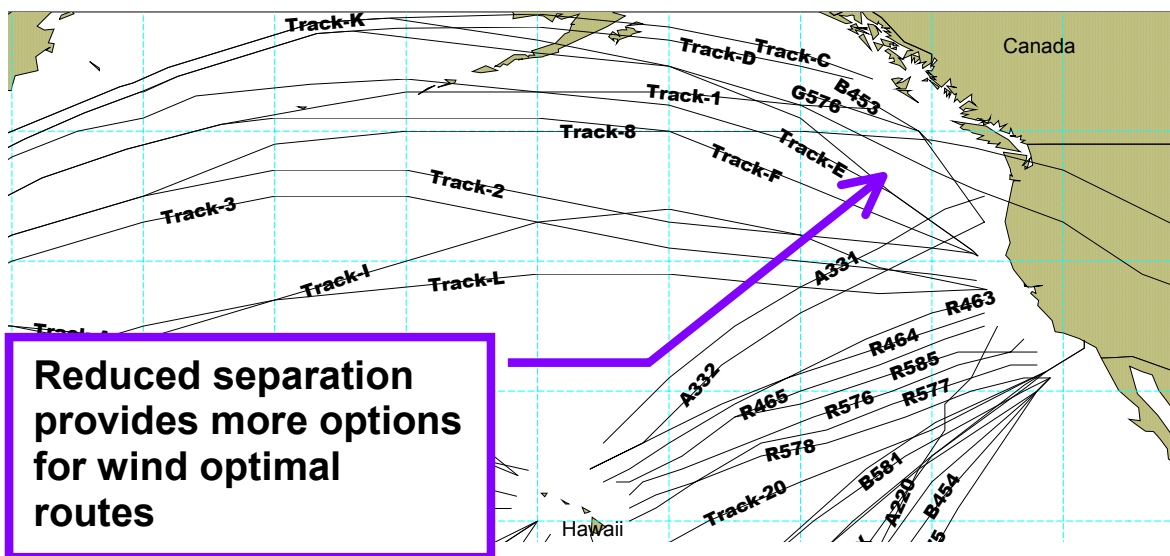 Track-K
Track-C
Track-D
Canada
B453
G576
Track-1
Track-8
Track-E
Track-F
Track-2
Track-3
A331
Track-I
Track-L
R463
R464
R585
A332
R465
R576
R577
R578
B581
Track-20
A220
B454
Hawaii
Reduced separation
provides more options
for wind optimal
routes